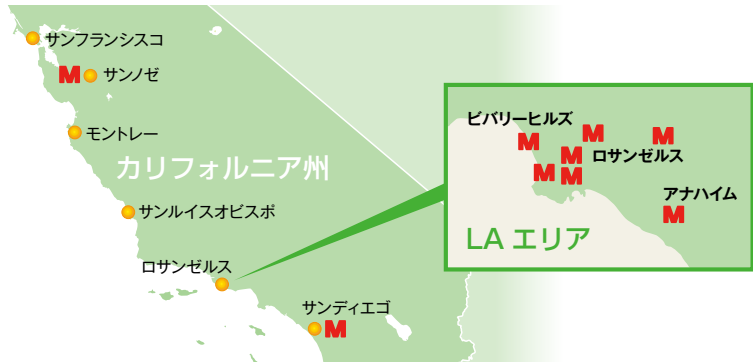 サンフランシスコ
M サンノゼ
モントレー
カリフォルニア州
サンルイスオビスポ
ロサンゼルス
サンディエゴ
M
ビバリーヒルズ
M
M
M
M
ロサンゼルス
M
M
アナハイム
M
LA エリア